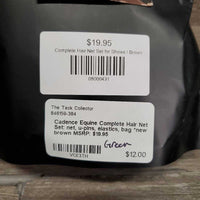 $19.95
Complete Hair Net Set for Shows | Brown
The Tack Collector
Cadence Equine Complete Hair Net
Set: net, u-pins, elastics, bag *new
brown MSRP: $19.95
Green
$12.00